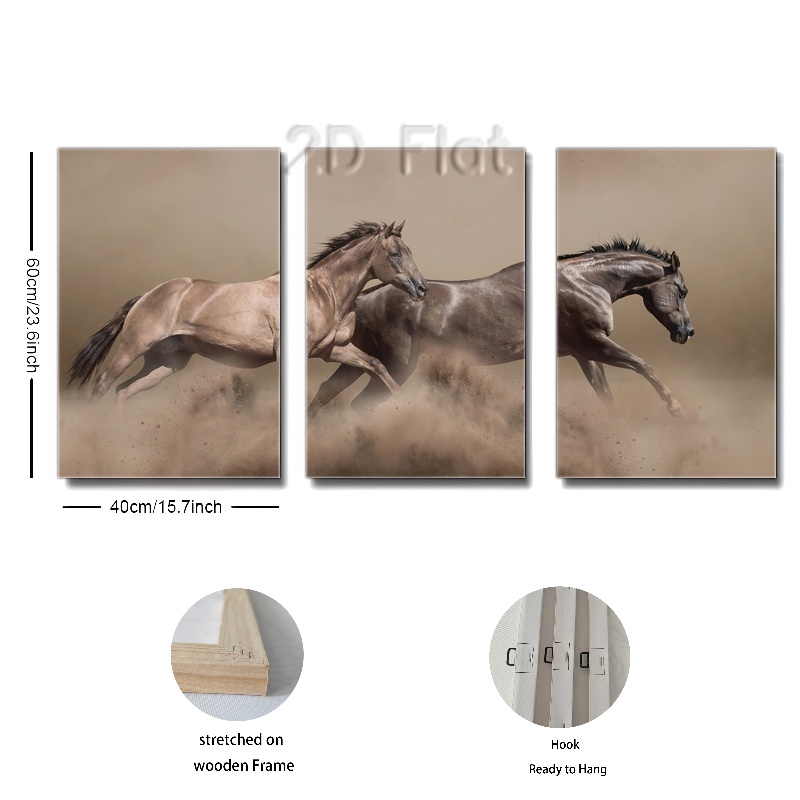 2D Flat
60cm/23.6inch
40cm/15.7inch
stretched on
wooden Frame
Hook
Ready to Hang